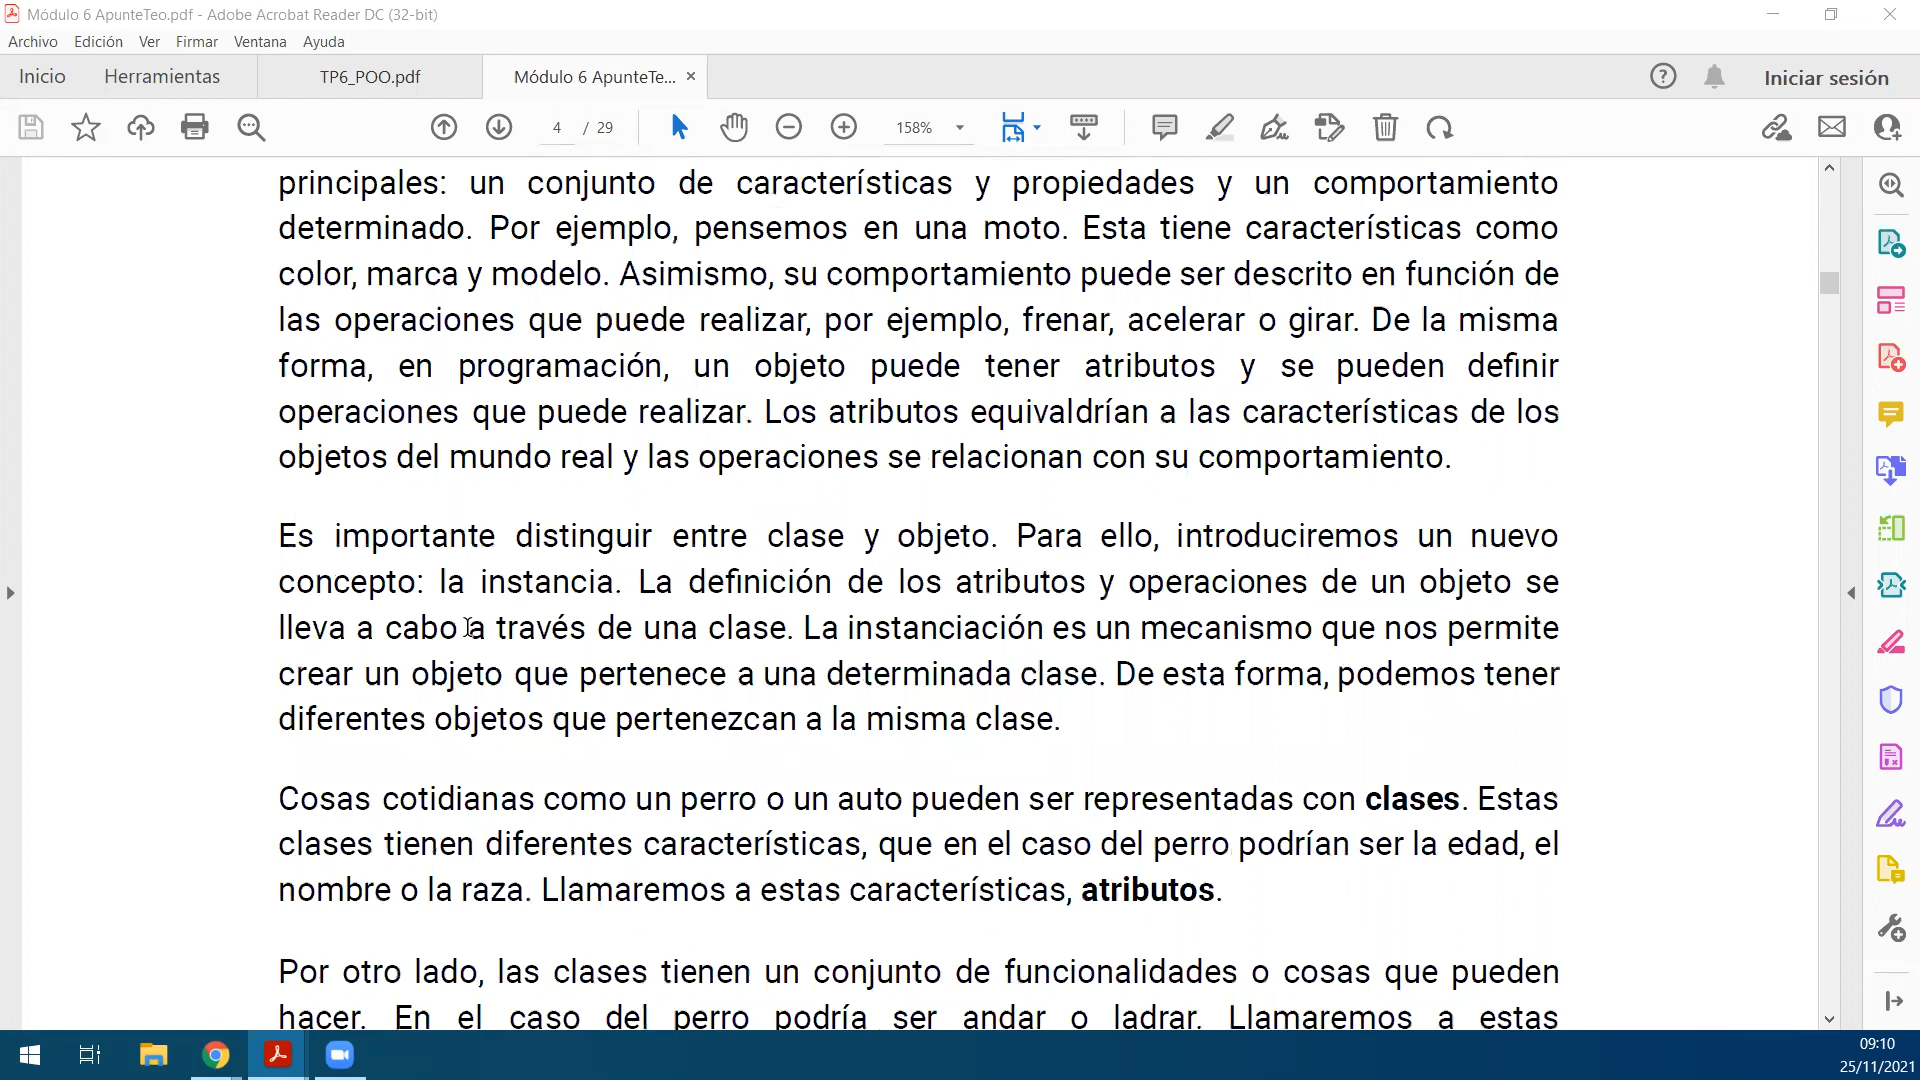 Módulo 6 ApunteTeo.pdf - Adobe Acrobat Reader DC (32-bit)
Archivo Edición Ver Firmar Ventana Ayuda
Inicio Herramientas TP6_POO.pdf Módulo 6 ApunteTe... Iniciar sesión
4 / 29 158%
principales: un conjunto de características y propiedades y un comportamiento
determinado. Por ejemplo, pensemos en una moto. Esta tiene características como
color, marca y modelo. Asimismo, su comportamiento puede ser descrito en función de
las operaciones que puede realizar, por ejemplo, frenar, acelerar o girar. De la misma
forma, en programación, un objeto puede tener atributos y se pueden definir
operaciones que puede realizar. Los atributos equivaldrían a las características de los
objetos del mundo real y las operaciones se relacionan con su comportamiento.
Es importante distinguir entre clase y objeto. Para ello, introduciremos un nuevo
concepto: la instancia. La definición de los atributos y operaciones de un objeto se
lleva a cabo a través de una clase. La instanciación es un mecanismo que nos permite
crear un objeto que pertenece a una determinada clase. De esta forma, podemos tener
diferentes objetos que pertenezcan a la misma clase.
Cosas cotidianas como un perro o un auto pueden ser representadas con clases. Estas
clases tienen diferentes características, que en el caso del perro podrían ser la edad, el
nombre o la raza. Llamaremos a estas características, atributos.
Por otro lado, las clases tienen un conjunto de funcionalidades o cosas que pueden
hacer. En el caso del perro podría ser andar o ladrar. Llamaremos a estas
09:10
25/11/2021